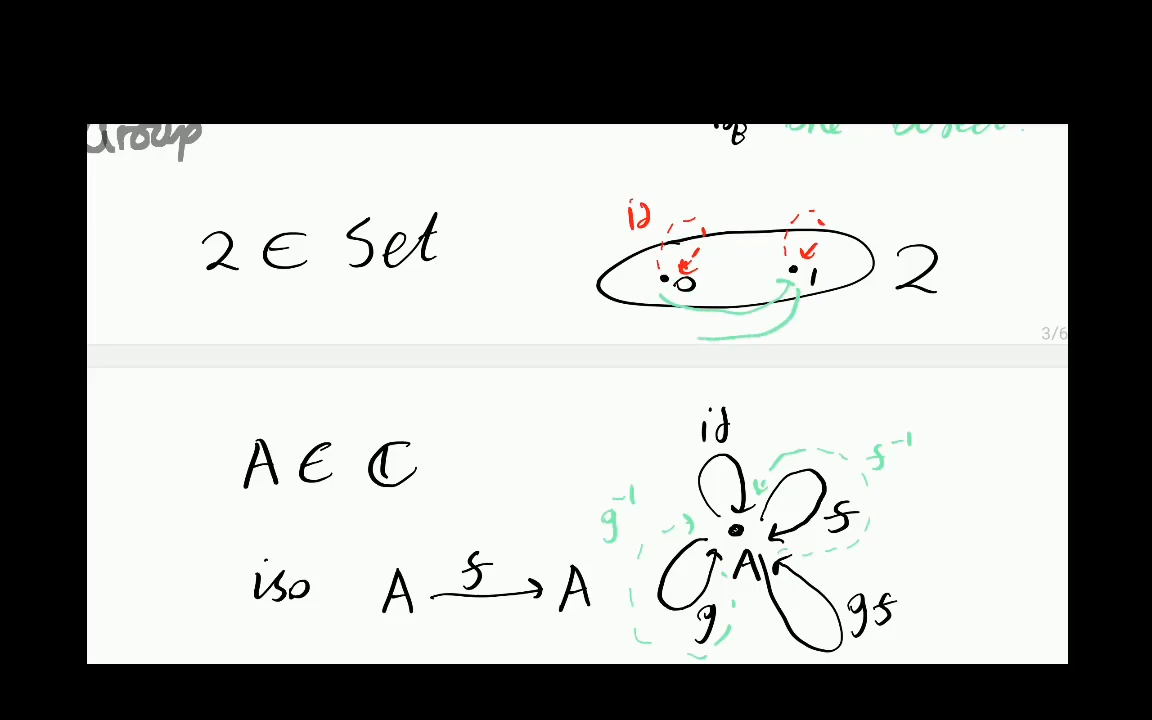 Group
id
2 ∈ Set
0
1
2
3/6
id
A ∈ ℂ
f⁻¹
g⁻¹
f
A
iso A f→ A
g
gf